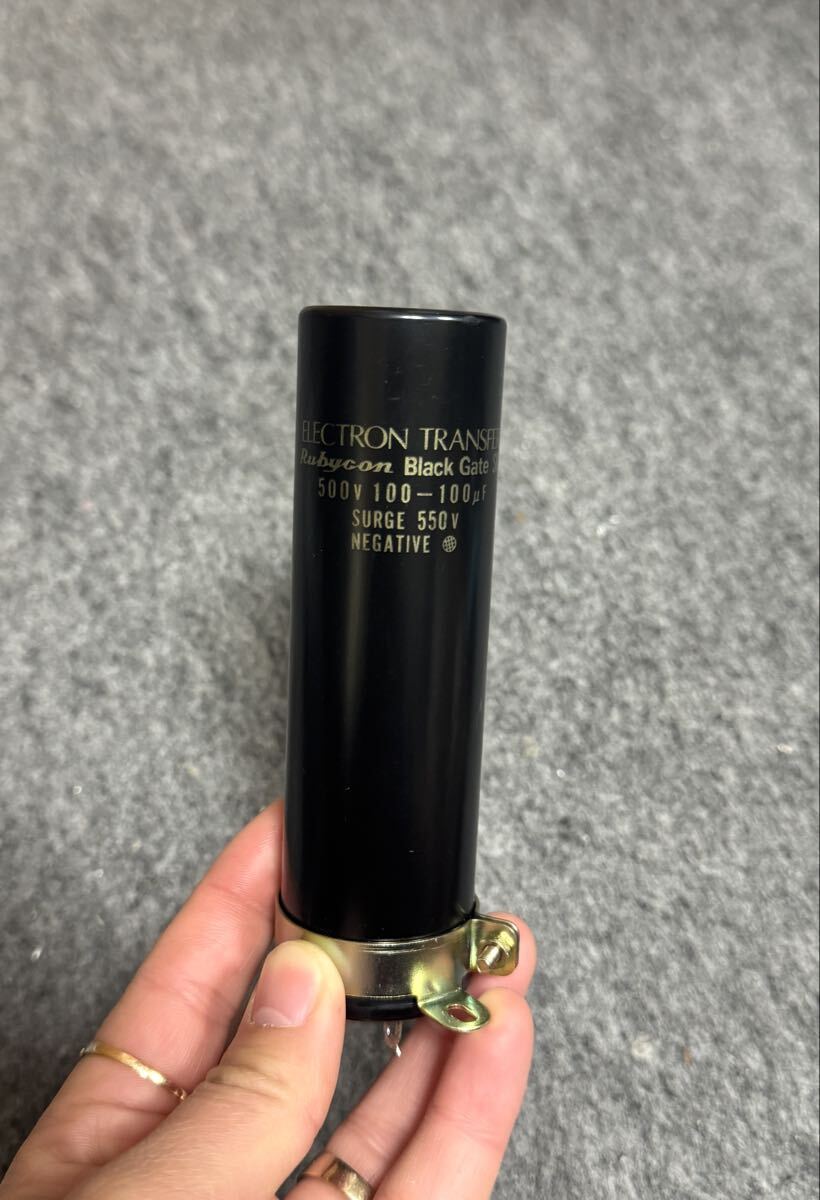 ELECTRON TRANSFE
Rubycon Black Gate
500V 100-100μF
SURGE 550V
NEGATIVE